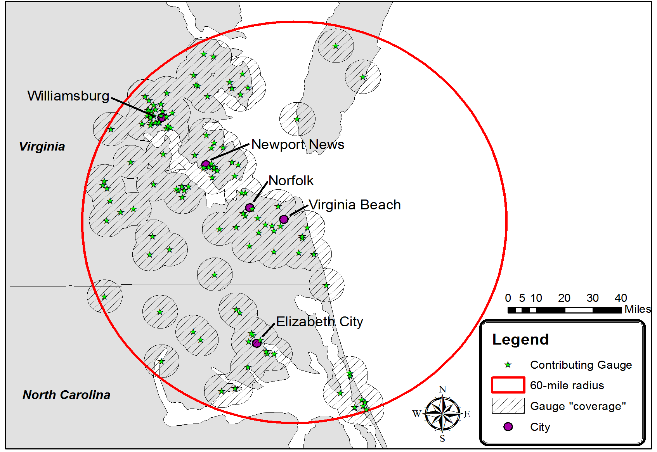 Williamsburg
Virginia
Newport News
Norfolk
Virginia Beach
0 5 10 20 30 40
Miles
Elizabeth City
North Carolina
N
W E
S
Legend
Contributing Gauge
60-mile radius
Gauge "coverage"
City